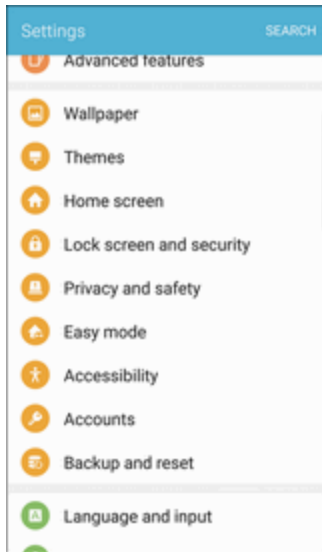 Settings SEARCH
Advanced features
Wallpaper
Themes
Home screen
Lock screen and security
Privacy and safety
Easy mode
Accessibility
Accounts
Backup and reset
A Language and input